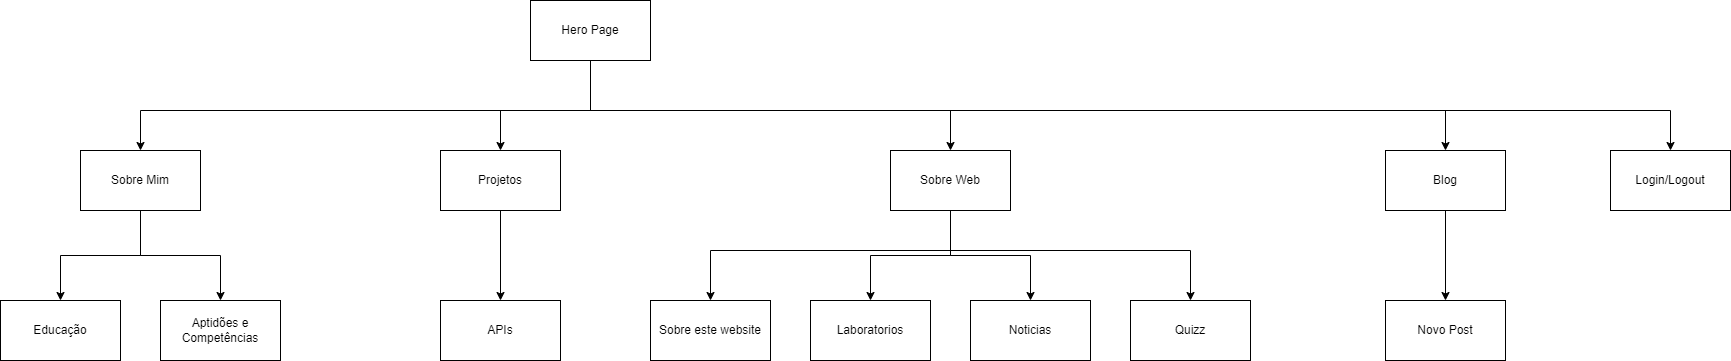 Hero Page
Sobre Mim
Projetos
Sobre Web
Blog
Login/Logout
Educação
Aptidões e
Competências
APIs
Sobre este website
Laboratorios
Noticias
Quizz
Novo Post